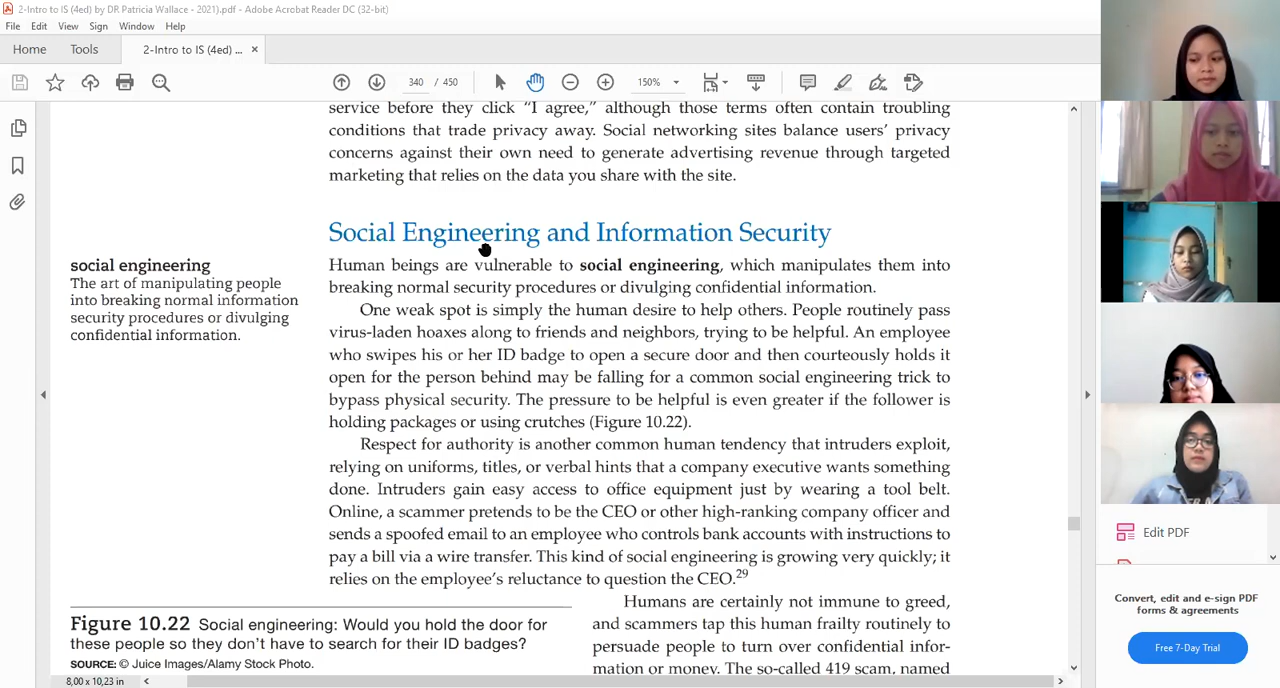 2-Intro to IS (4ed) by DR Patricia Wallace - 2021).pdf - Adobe Acrobat Reader DC (32-bit)
File Edit View Sign Window Help
Home Tools 2-Intro to IS (4ed) ... ×
340 / 450 150%
service before they click “I agree,” although those terms often contain troubling
conditions that trade privacy away. Social networking sites balance users’ privacy
concerns against their own need to generate advertising revenue through targeted
marketing that relies on the data you share with the site.
Social Engineering and Information Security
social engineering
The art of manipulating people
into breaking normal information
security procedures or divulging
confidential information.
Human beings are vulnerable to social engineering, which manipulates them into
breaking normal security procedures or divulging confidential information.
One weak spot is simply the human desire to help others. People routinely pass
virus-laden hoaxes along to friends and neighbors, trying to be helpful. An employee
who swipes his or her ID badge to open a secure door and then courteously holds it
open for the person behind may be falling for a common social engineering trick to
bypass physical security. The pressure to be helpful is even greater if the follower is
holding packages or using crutches (Figure 10.22).
Respect for authority is another common human tendency that intruders exploit,
relying on uniforms, titles, or verbal hints that a company executive wants something
done. Intruders gain easy access to office equipment just by wearing a tool belt.
Online, a scammer pretends to be the CEO or other high-ranking company officer and
sends a spoofed email to an employee who controls bank accounts with instructions to
pay a bill via a wire transfer. This kind of social engineering is growing very quickly; it
relies on the employee’s reluctance to question the CEO.29
Figure 10.22 Social engineering: Would you hold the door for
these people so they don’t have to search for their ID badges?
SOURCE: © Juice Images/Alamy Stock Photo.
Humans are certainly not immune to greed,
and scammers tap this human frailty routinely to
persuade people to turn over confidential infor-
mation or money. The so-called 419 scam, named
8,00 x 10,23 in
Edit PDF
Convert, edit and e-sign PDF
forms & agreements
Free 7-Day Trial